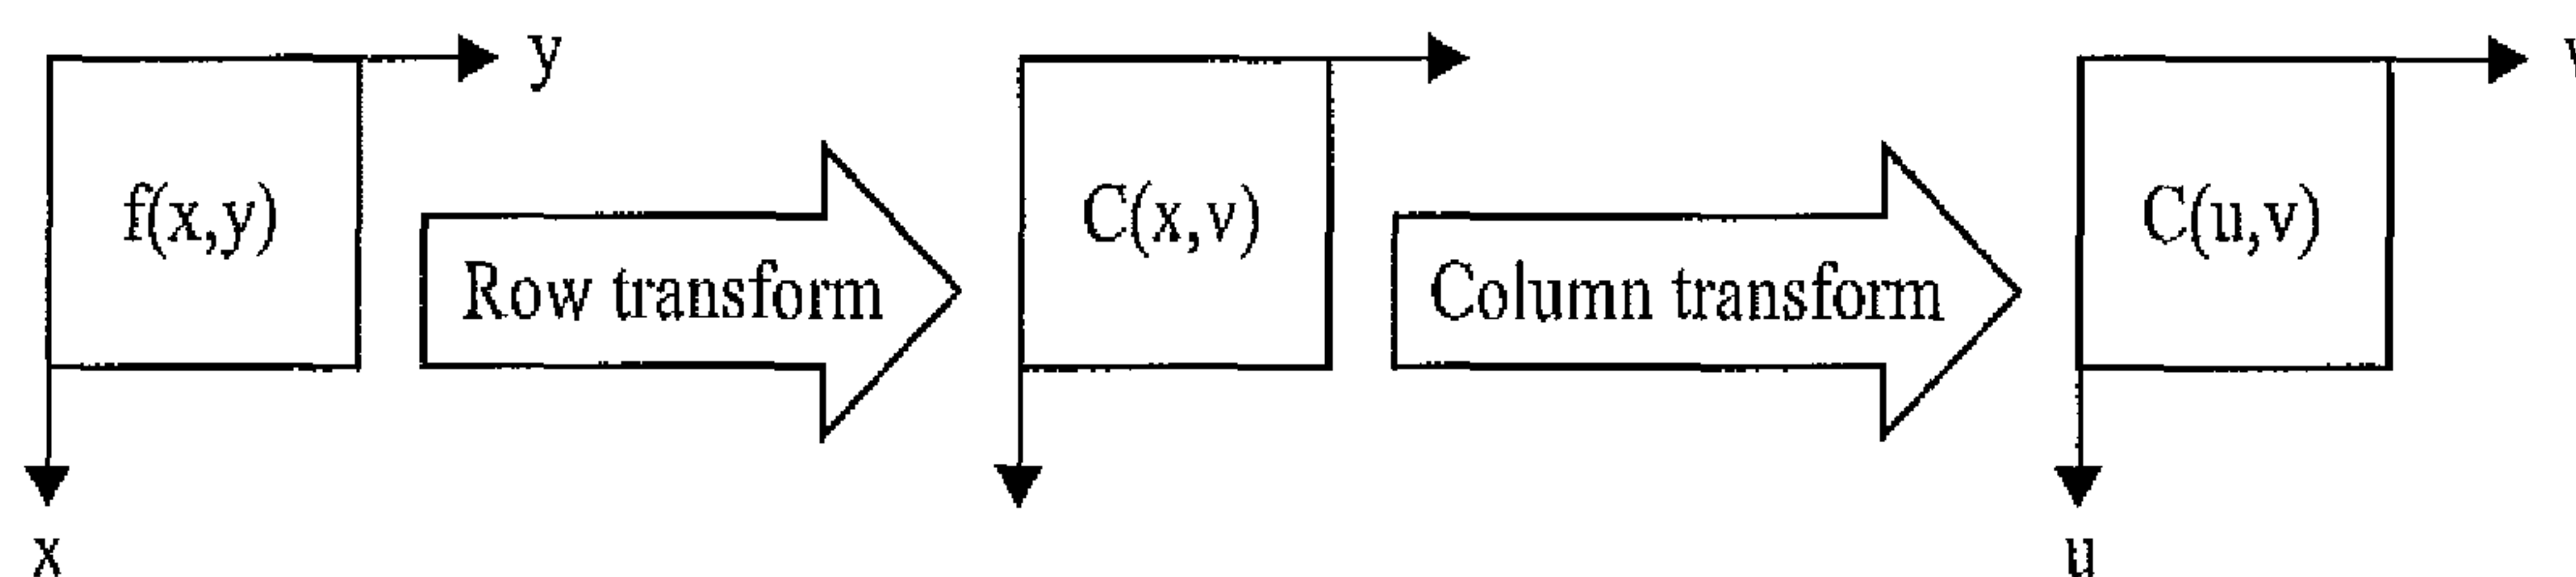 y
f(x,y)
Row transform
x
C(x,v)
Column transform
C(u,v)
v
u